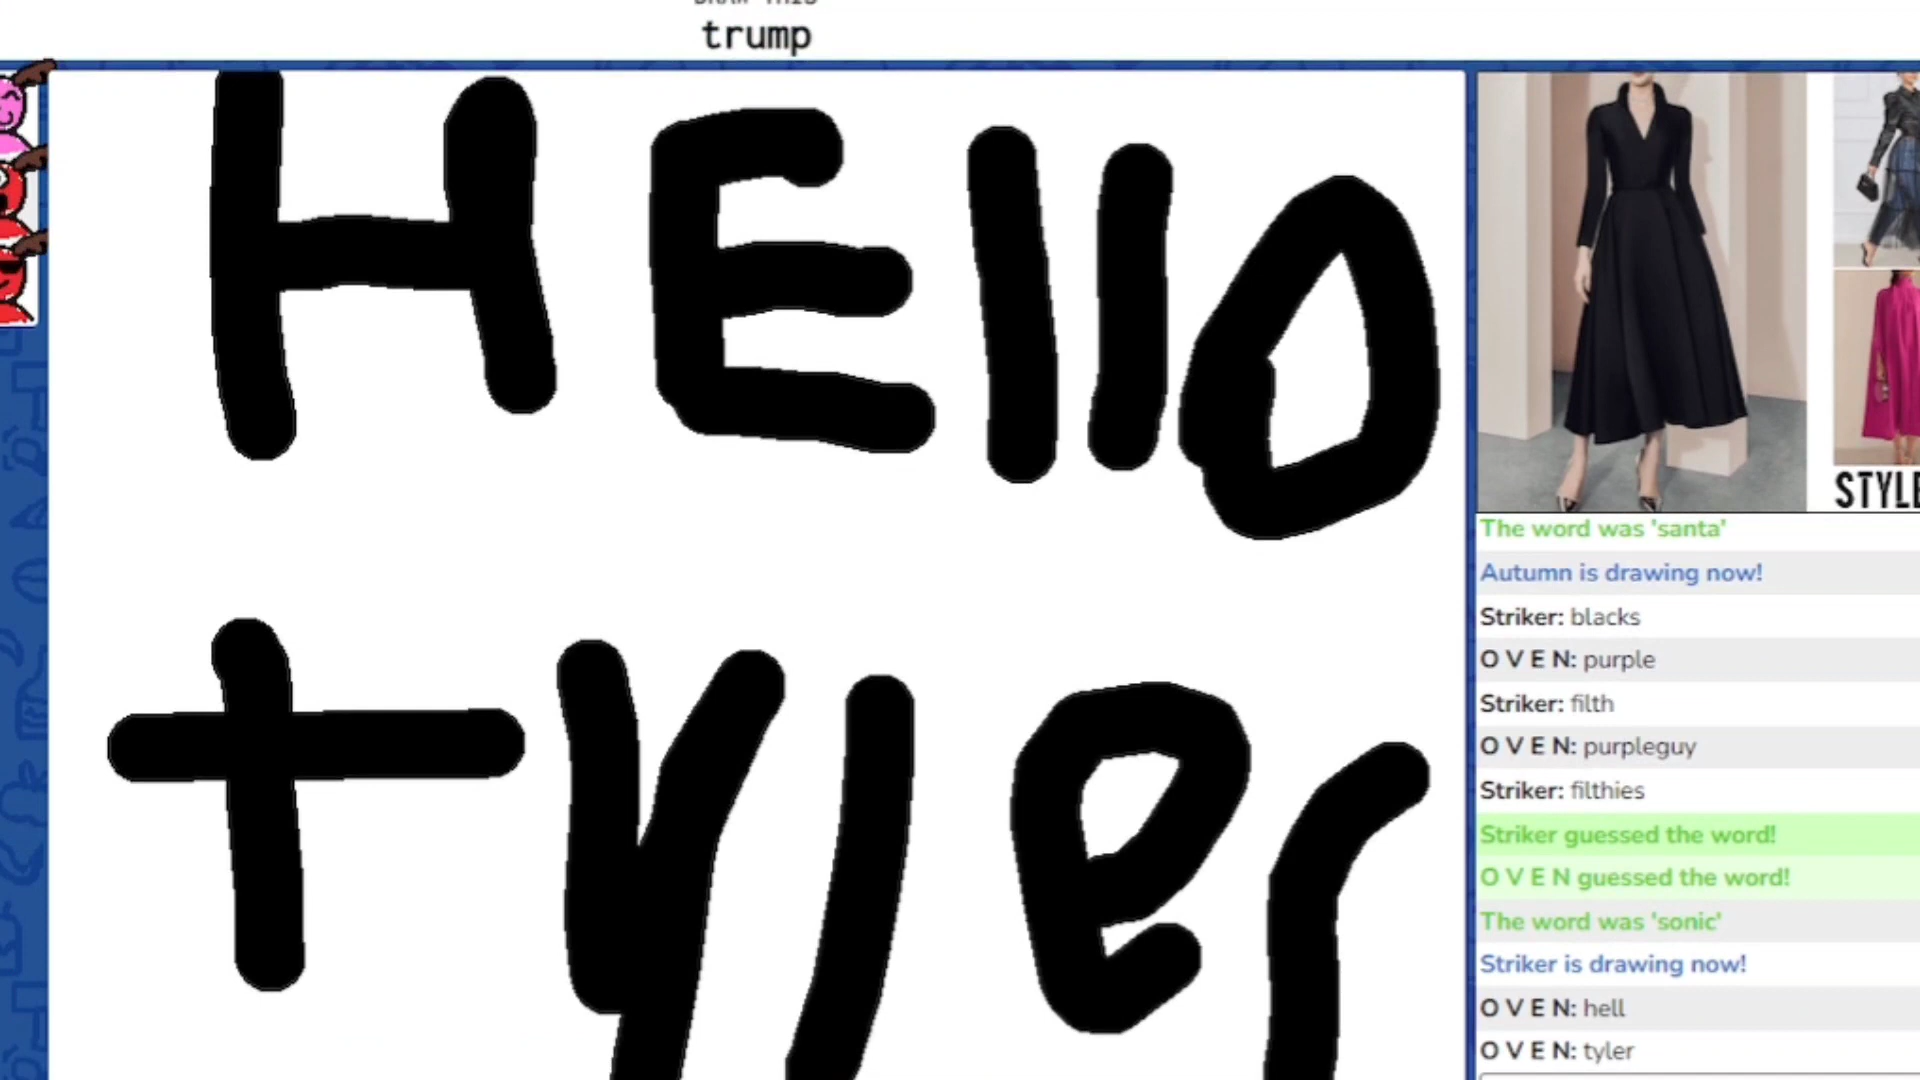 trump
HEllo
tyler
STYLE
The word was 'santa'
Autumn is drawing now!
Striker: blacks
O V E N: purple
Striker: filth
O V E N: purpleguy
Striker: filthies
Striker guessed the word!
O V E N guessed the word!
The word was 'sonic'
Striker is drawing now!
O V E N: hell
O V E N: tyler